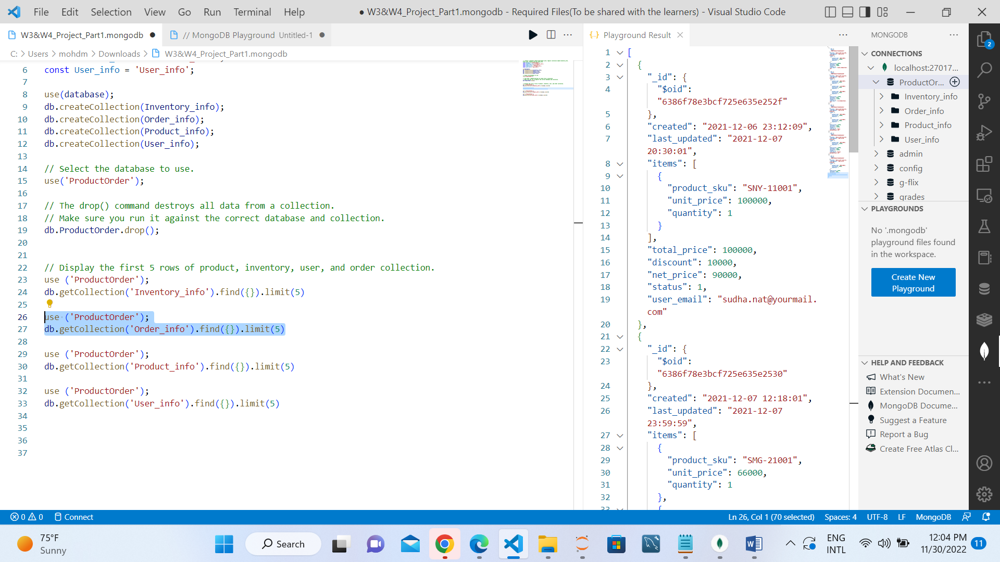 File Edit Selection View Go Run Terminal Help
● W3&W4_Project_Part1.mongodb - Required Files(To be shared with the learners) - Visual Studio Code
W3&W4_Project_Part1.mongodb ●
// MongoDB Playground Untitled-1 ●
C: > Users > mohdm > Downloads > W3&W4_Project_Part1.mongodb
6 const User_info = 'User_info';
7
8 use(database);
9 db.createCollection(Inventory_info);
10 db.createCollection(Order_info);
11 db.createCollection(Product_info);
12 db.createCollection(User_info);
13
14 // Select the database to use.
15 use('ProductOrder');
16
17 // The drop() command destroys all data from a collection.
18 // Make sure you run it against the correct database and collection.
19 db.ProductOrder.drop();
20
21
22 // Display the first 5 rows of product, inventory, user, and order collection.
23 use ('ProductOrder');
24 db.getCollection('Inventory_info').find({}).limit(5)
25
26 use ('ProductOrder');
27 db.getCollection('Order_info').find({}).limit(5)
28
29 use ('ProductOrder');
30 db.getCollection('Product_info').find({}).limit(5)
31
32 use ('ProductOrder');
33 db.getCollection('User_info').find({}).limit(5)
34
35
36
37
{} Playground Result
1 [
2 {
3 "_id": {
4 "$oid":
"6386f78e3bcf725e635e252f"
5 },
6 "created": "2021-12-06 23:12:09",
7 "last_updated": "2021-12-07
20:30:01",
8 "items": [
9 {
10 "product_sku": "SNY-11001",
11 "unit_price": 100000,
12 "quantity": 1
13 }
14 ],
15 "total_price": 100000,
16 "discount": 10000,
17 "net_price": 90000,
18 "status": 1,
19 "user_email": "sudha.nat@yourmail.
com"
20 },
21 {
22 "_id": {
23 "$oid":
"6386f78e3bcf725e635e2530"
24 },
25 "created": "2021-12-07 12:18:01",
26 "last_updated": "2021-12-07
23:59:59",
27 "items": [
28 {
29 "product_sku": "SMG-21001",
30 "unit_price": 66000,
31 "quantity": 1
32 },
33 {
MONGODB
CONNECTIONS
localhost:27017...
ProductOr...
Inventory_info
Order_info
Product_info
User_info
admin
config
g-flix
grades
PLAYGROUNDS
No '.mongodb'
playground files found
in the workspace.
Create New
Playground
HELP AND FEEDBACK
What's New
Extension Documen...
MongoDB Docume...
Suggest a Feature
Report a Bug
Create Free Atlas Cl...
2
0 0 Connect
Ln 26, Col 1 (70 selected) Spaces: 4 UTF-8 LF MongoDB
75°F
Sunny
Search
ENG
INTL
12:04 PM
11/30/2022
11